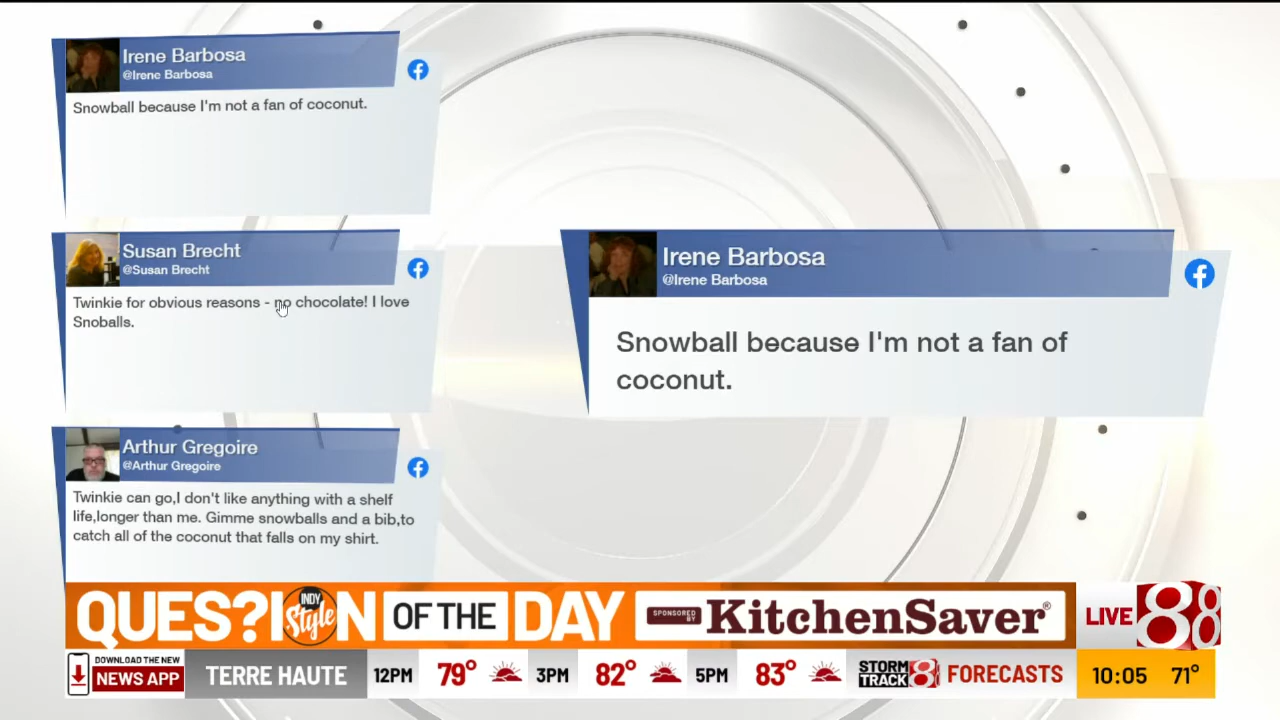 Irene Barbosa
@Irene Barbosa
Snowball because I'm not a fan of coconut.
Susan Brecht
@Susan Brecht
Twinkie for obvious reasons - no chocolate! I love
Snoballs.
Arthur Gregoire
@Arthur Gregoire
Twinkie can go,I don't like anything with a shelf
life,longer than me. Gimme snowballs and a bib,to
catch all of the coconut that falls on my shirt.
Irene Barbosa
@Irene Barbosa
Snowball because I'm not a fan of
coconut.
QUES?I INDY Style N OF THE DAY SPONSORED BY KitchenSaver®
LIVE 8
DOWNLOAD THE NEW
NEWS APP
TERRE HAUTE 12PM 79° 3PM 82° 5PM 83° STORM TRACK 8 FORECASTS 10:05 71°